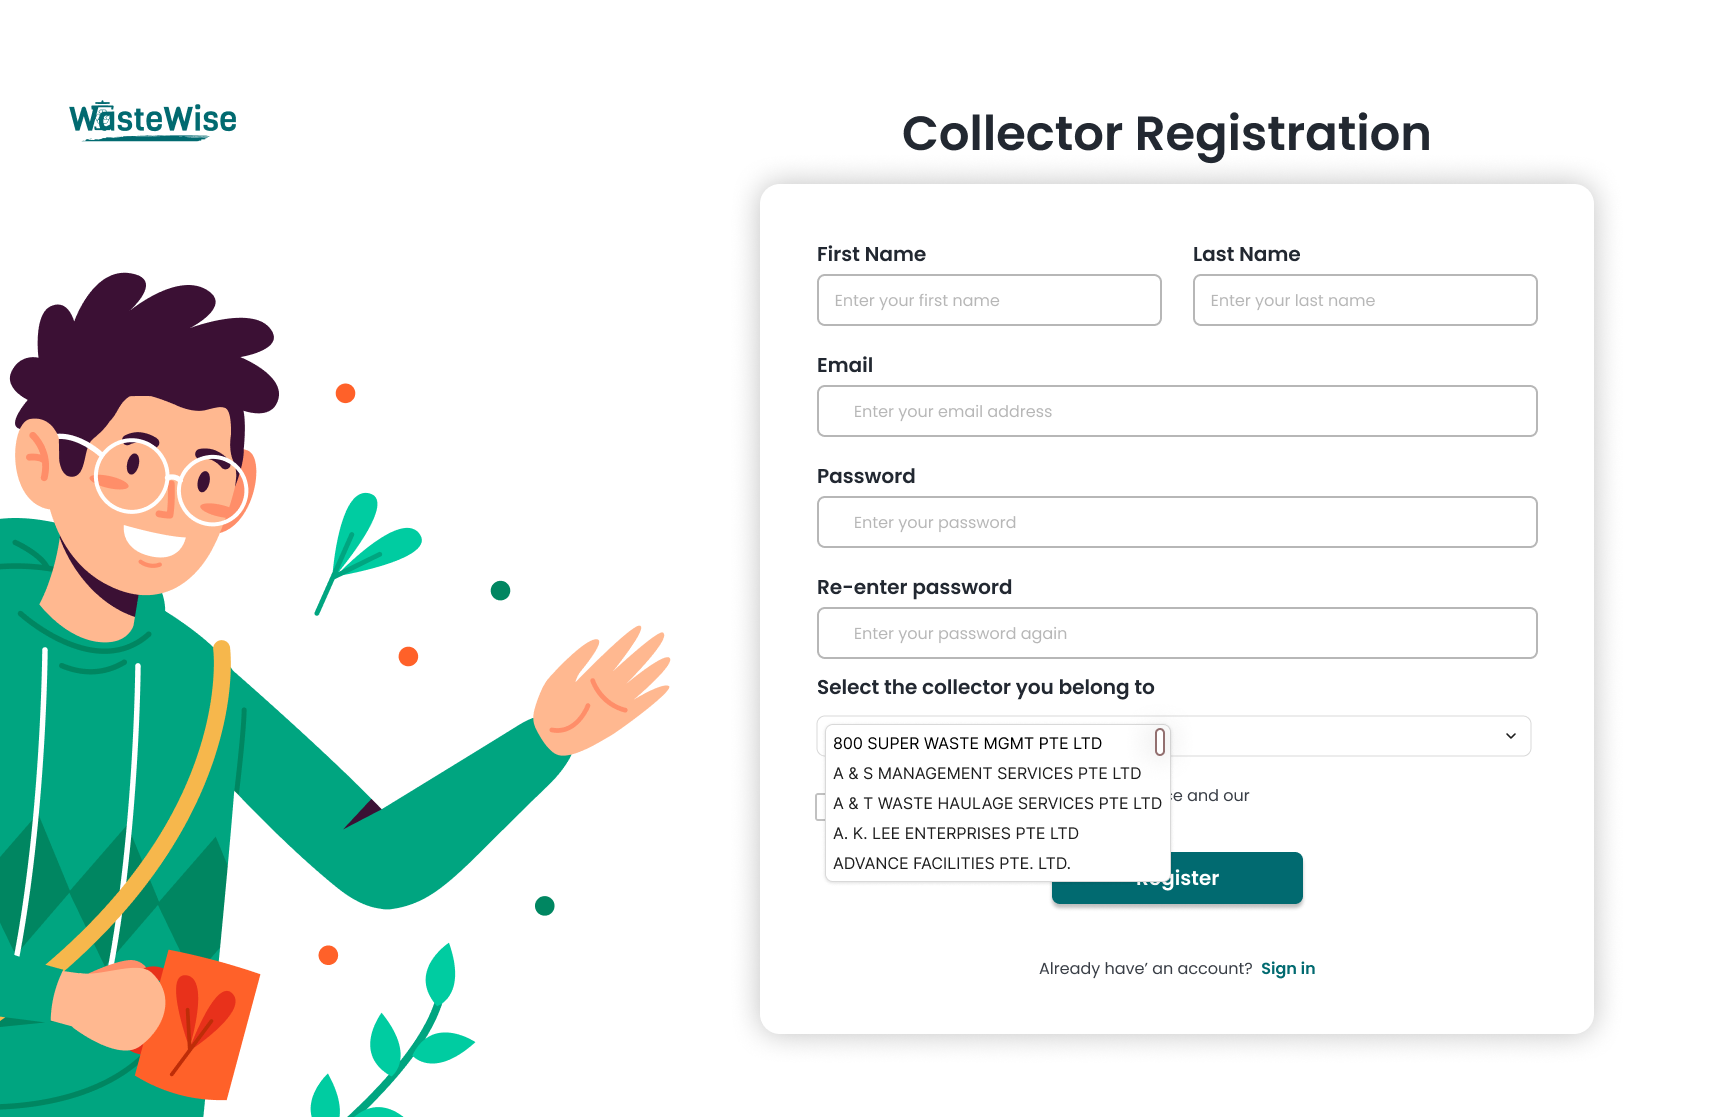 WasteWise
Collector Registration
First Name
Last Name
Enter your first name
Enter your last name
Email
Enter your email address
Password
Enter your password
Re-enter password
Enter your password again
Select the collector you belong to
800 SUPER WASTE MGMT PTE LTD
A & S MANAGEMENT SERVICES PTE LTD
A & T WASTE HAULAGE SERVICES PTE LTD
and our
A. K. LEE ENTERPRISES PTE LTD
ADVANCE FACILITIES PTE. LTD.
Register
Already have’ an account? Sign in